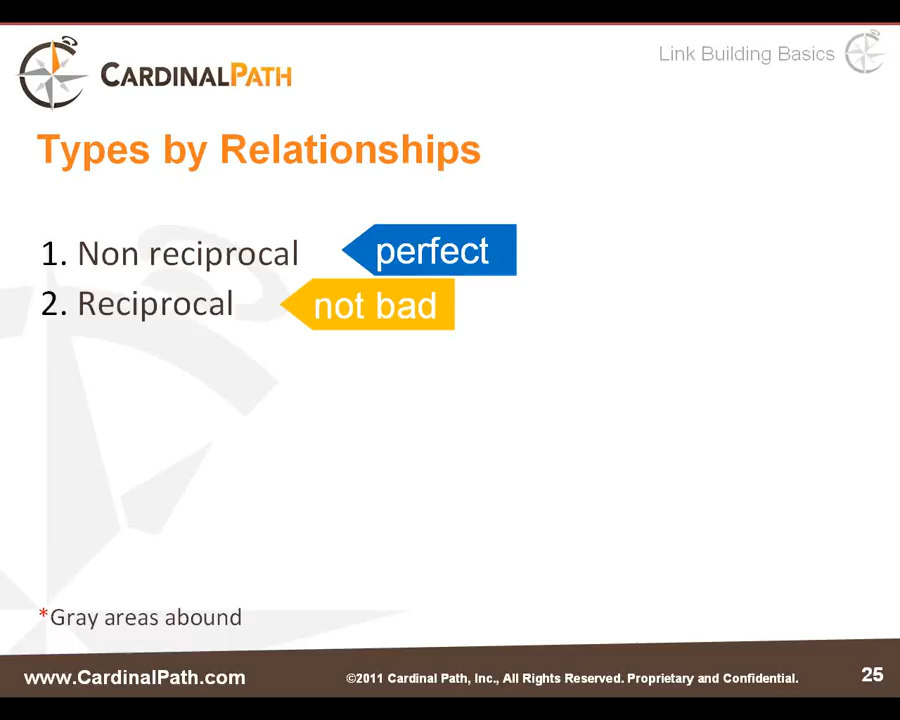 CARDINALPATH
Link Building Basics
Types by Relationships
1. Non reciprocal
perfect
2. Reciprocal
not bad
*Gray areas abound
www.CardinalPath.com
©2011 Cardinal Path, Inc., All Rights Reserved. Proprietary and Confidential.
25